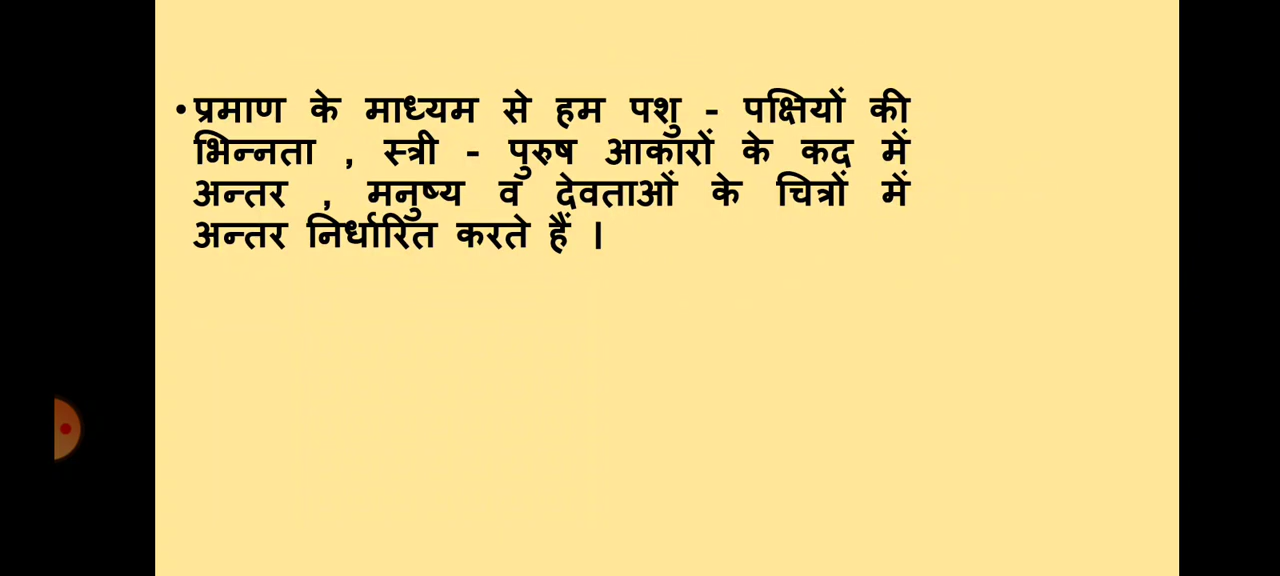 •प्रमाण के माध्यम से हम पशु - पक्षियों की
भिन्नता , स्त्री - पुरुष आकारों के कद में
अन्तर , मनुष्य व देवताओं के चित्रों में
अन्तर निर्धारित करते हैं ।